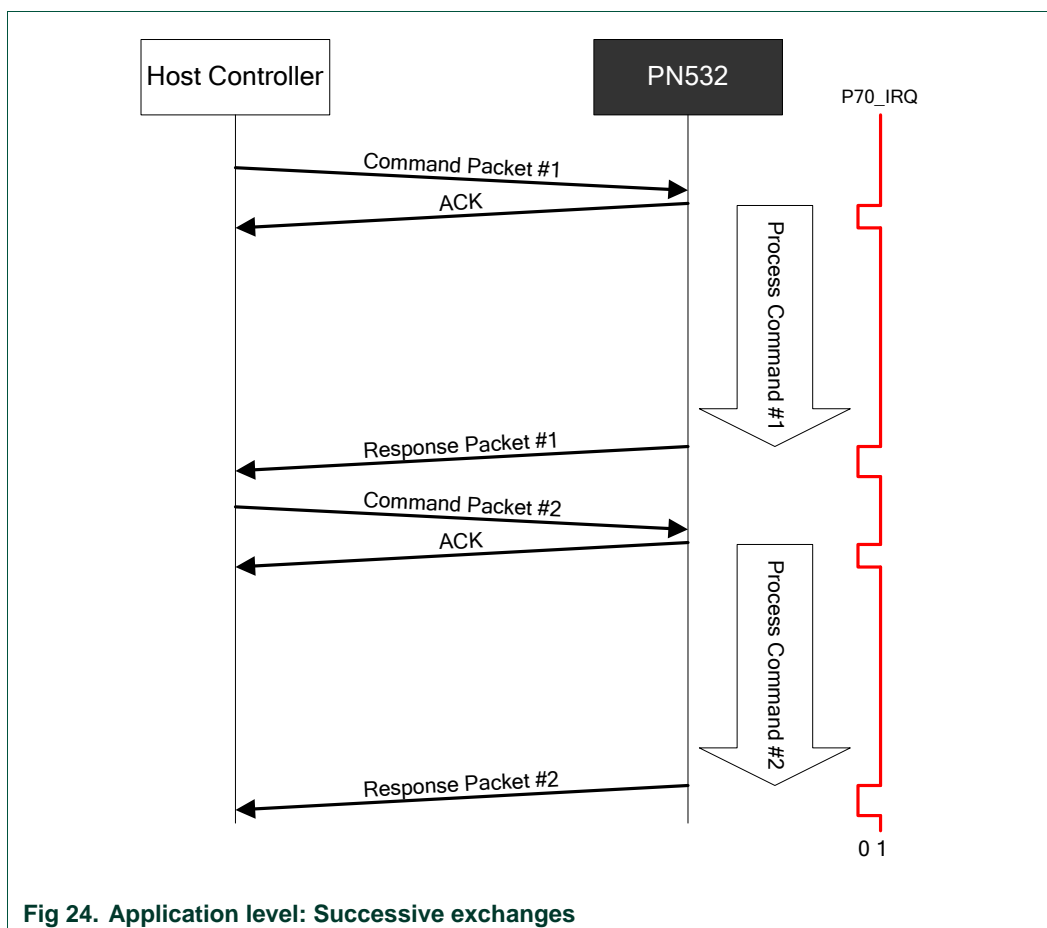 Host Controller
PN532
P70_IRQ
Command Packet #1
ACK
Process Command #1
Response Packet #1
Command Packet #2
ACK
Process Command #2
Response Packet #2
0 1
Fig 24. Application level: Successive exchanges